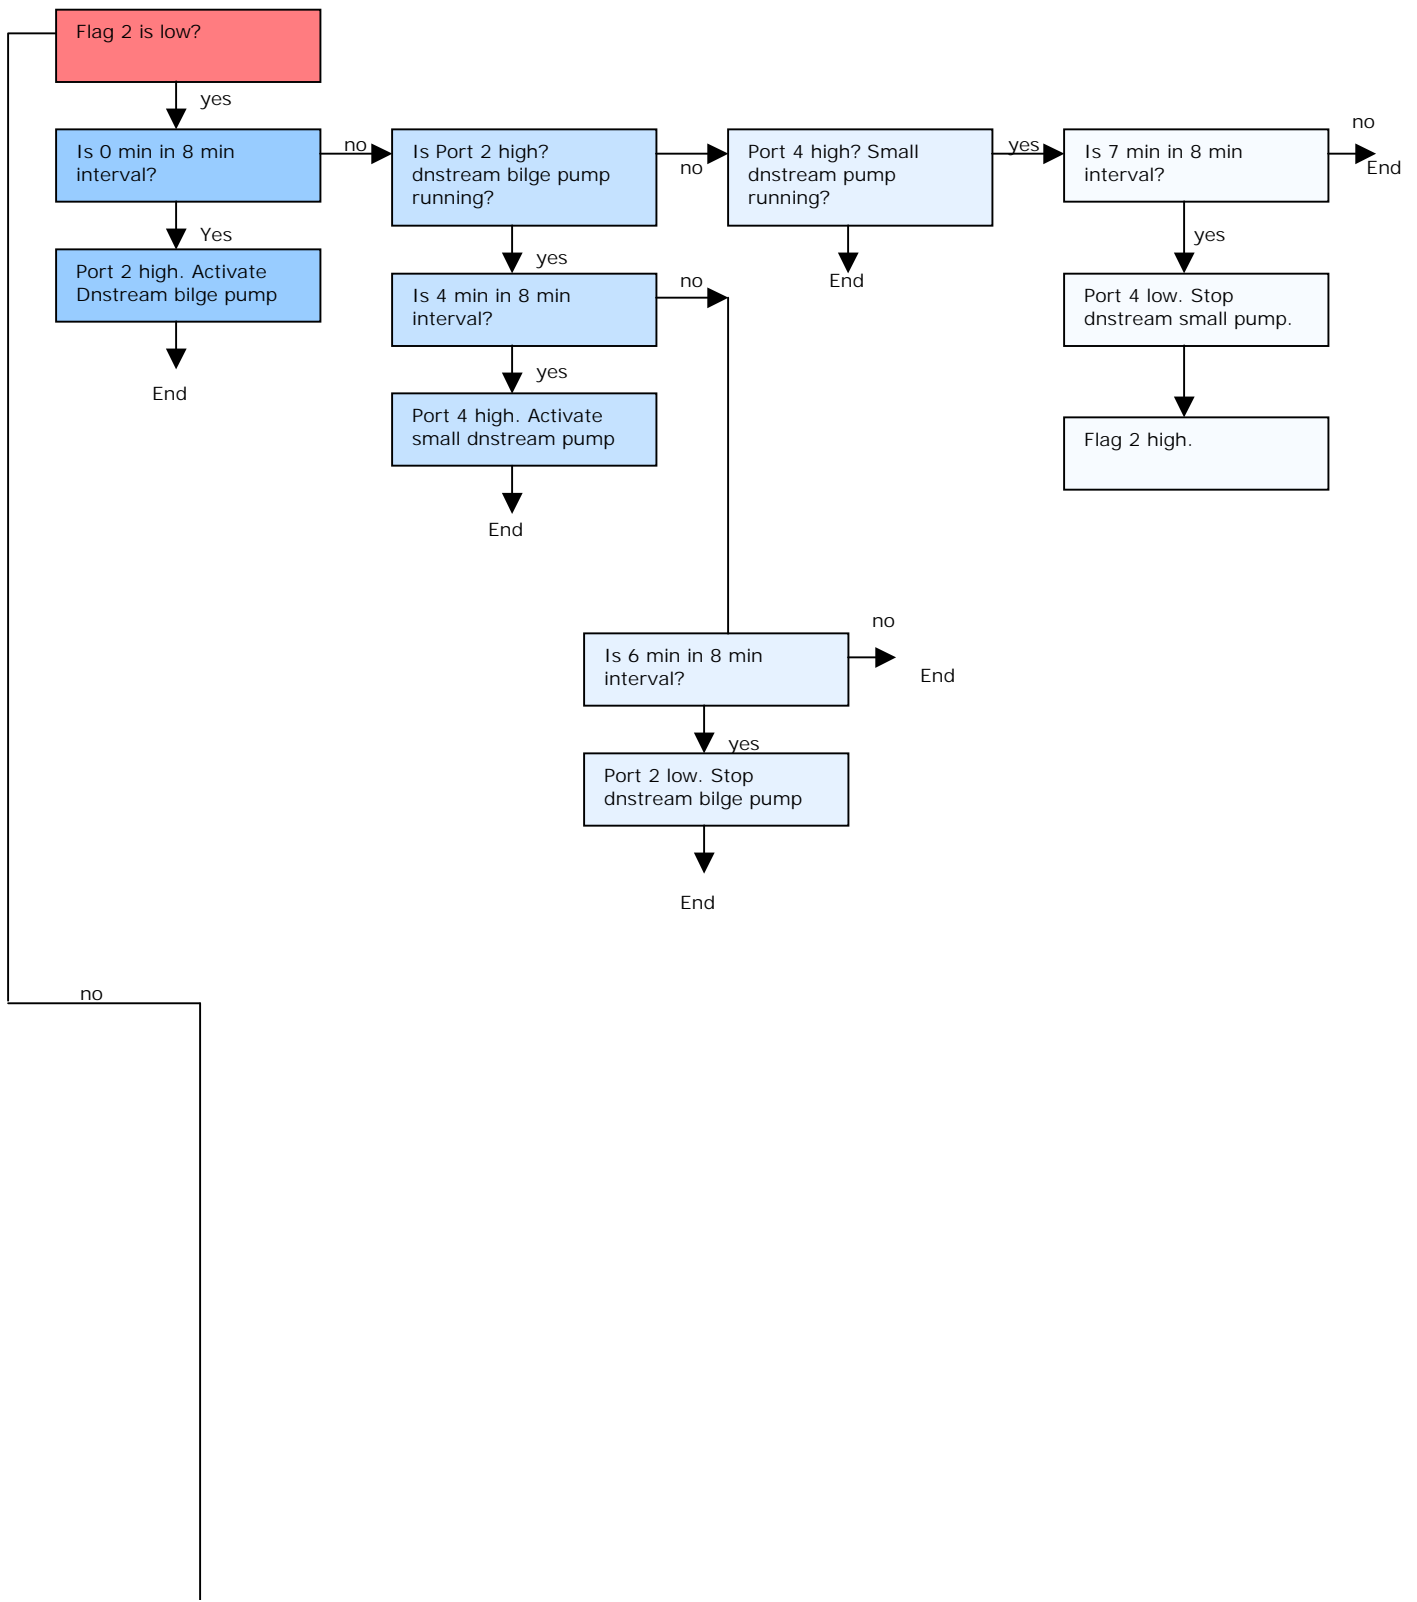 Flag 2 is low?
yes
Is 0 min in 8 min
interval?
no
Is Port 2 high?
dnstream bilge pump
running?
no
Port 4 high? Small
dnstream pump
running?
yes
Is 7 min in 8 min
interval?
no
End
Yes
Port 2 high. Activate
Dnstream bilge pump
End
yes
Is 4 min in 8 min
interval?
no
End
yes
Port 4 low. Stop
dnstream small pump.
yes
Port 4 high. Activate
small dnstream pump
End
Flag 2 high.
Is 6 min in 8 min
interval?
no
End
yes
Port 2 low. Stop
dnstream bilge pump
End
no